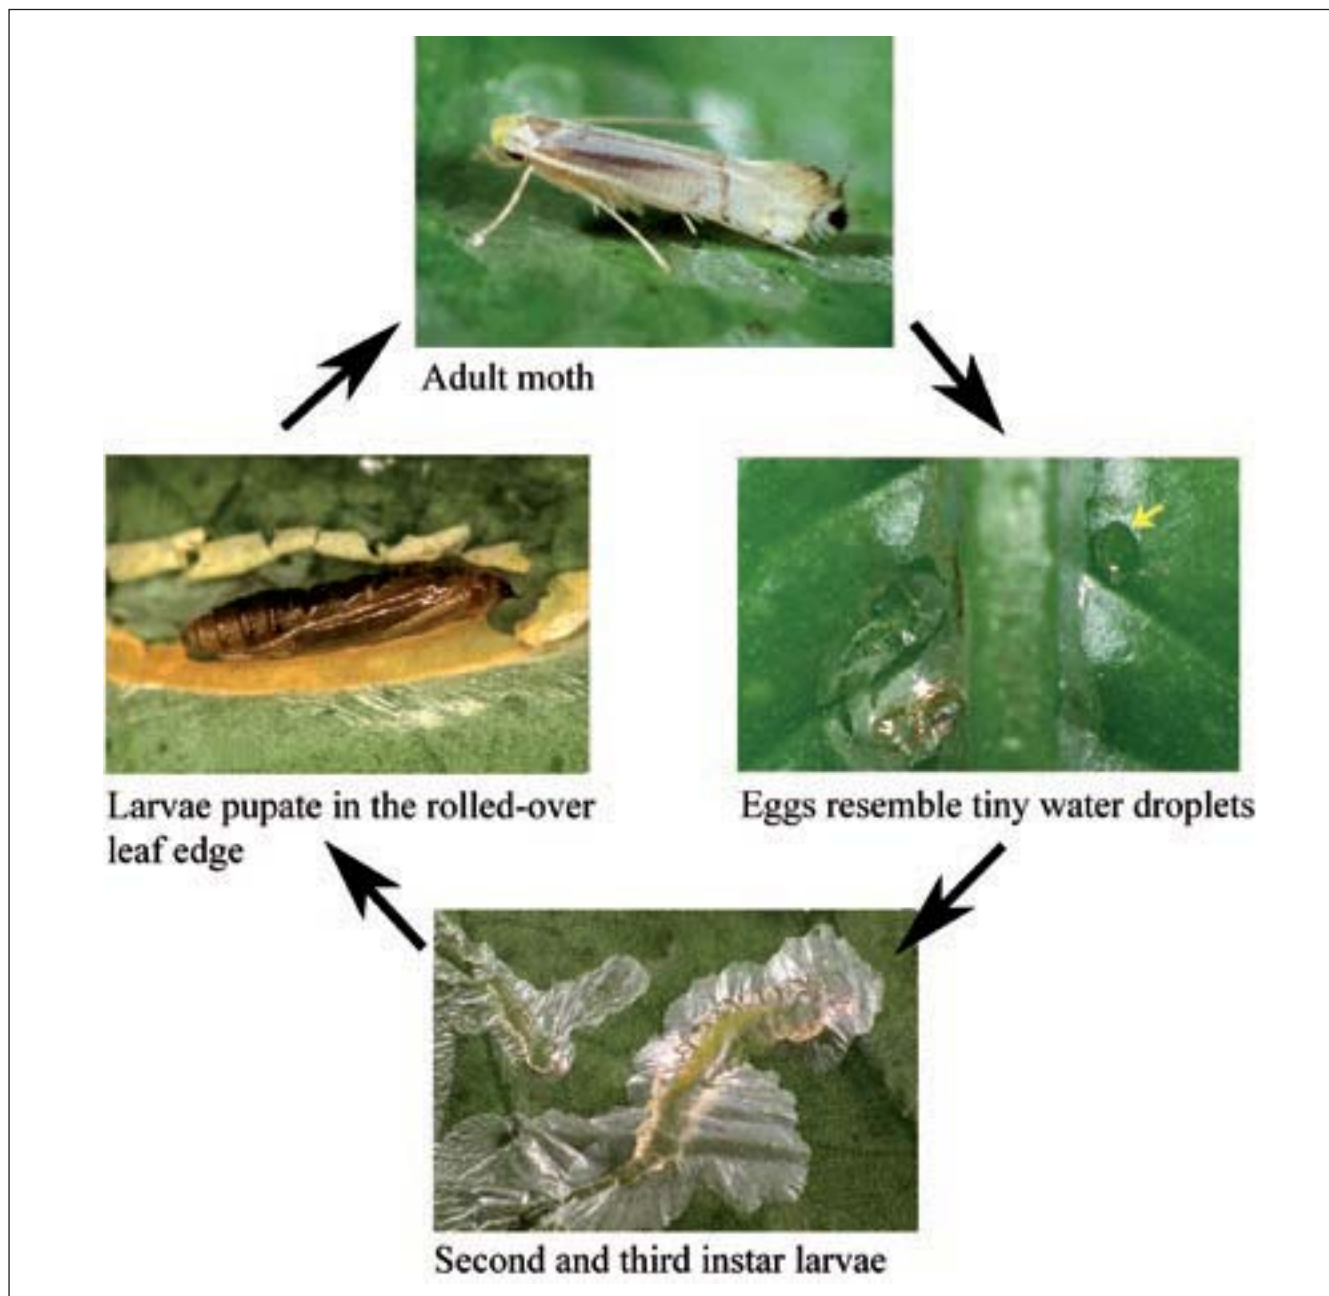 Adult moth
Eggs resemble tiny water droplets
Second and third instar larvae
Larvae pupate in the rolled-over
leaf edge